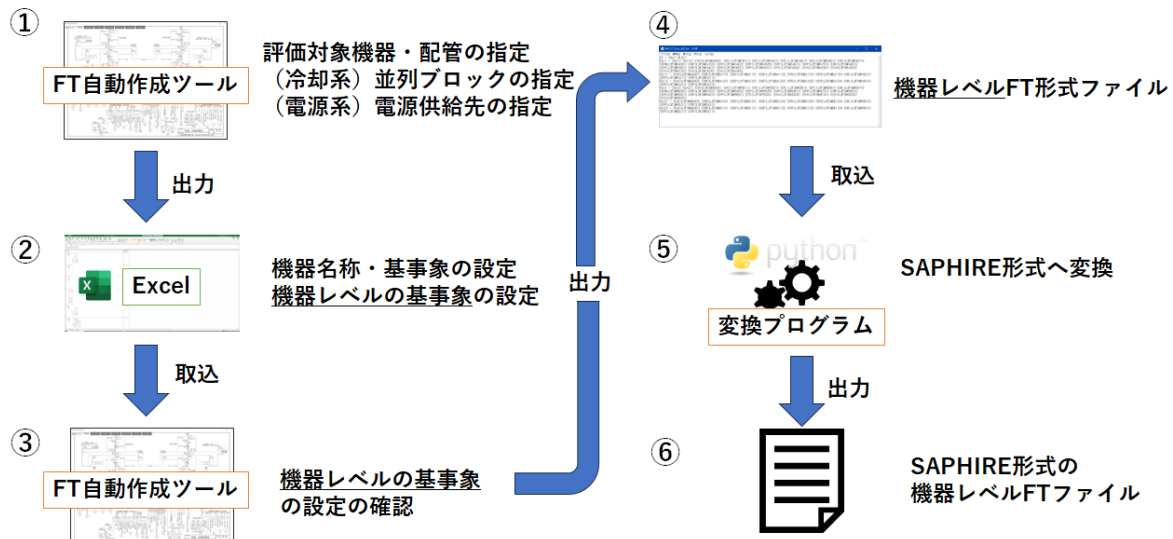 ①
FT自動作成ツール
評価対象機器・配管の指定
（冷却系）並列ブロックの指定
（電源系）電源供給先の指定
出力
②
X
Excel
機器名称・基事象の設定
機器レベルの基事象の設定
取込
③
FT自動作成ツール
機器レベルの基事象
の設定の確認
出力
④
機器レベルFT形式ファイル
取込
⑤
python
変換プログラム
SAPHIRE形式へ変換
出力
⑥
SAPHIRE形式の
機器レベルFTファイル